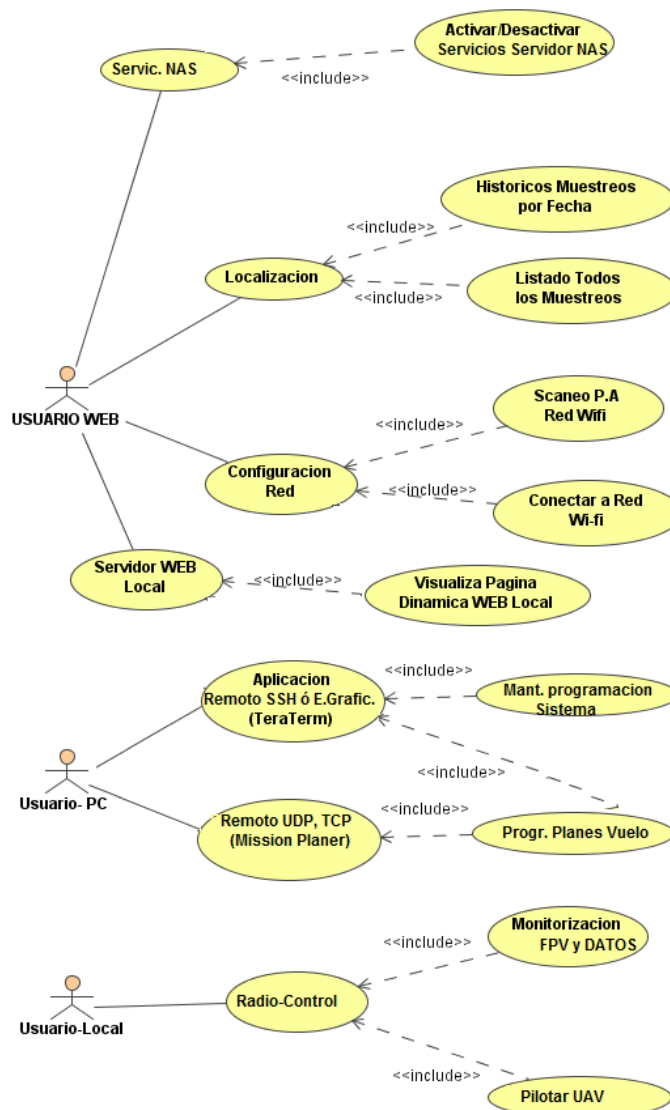 Activar/Desactivar
Servicios Servidor NAS
Servic. NAS
<<include>>
Historicos Muestreos
por Fecha
<<include>>
Localizacion
Listado Todos
los Muestreos
<<include>>
USUARIO WEB
Scaneo P.A
Red Wifi
<<include>>
Configuracion
Red
<<include>>
Conectar a Red
Wi-fi
Servidor WEB
Local
<<include>>
Visualiza Pagina
Dinamica WEB Local
Aplicacion
Remoto SSH ó E.Grafic.
(TeraTerm)
<<include>>
Mant. programacion
Sistema
<<include>>
Usuario- PC
Remoto UDP, TCP
(Mission Planer)
<<include>>
Progr. Planes Vuelo
Monitorizacion
FPV y DATOS
<<include>>
Radio-Control
Usuario-Local
<<include>>
Pilotar UAV